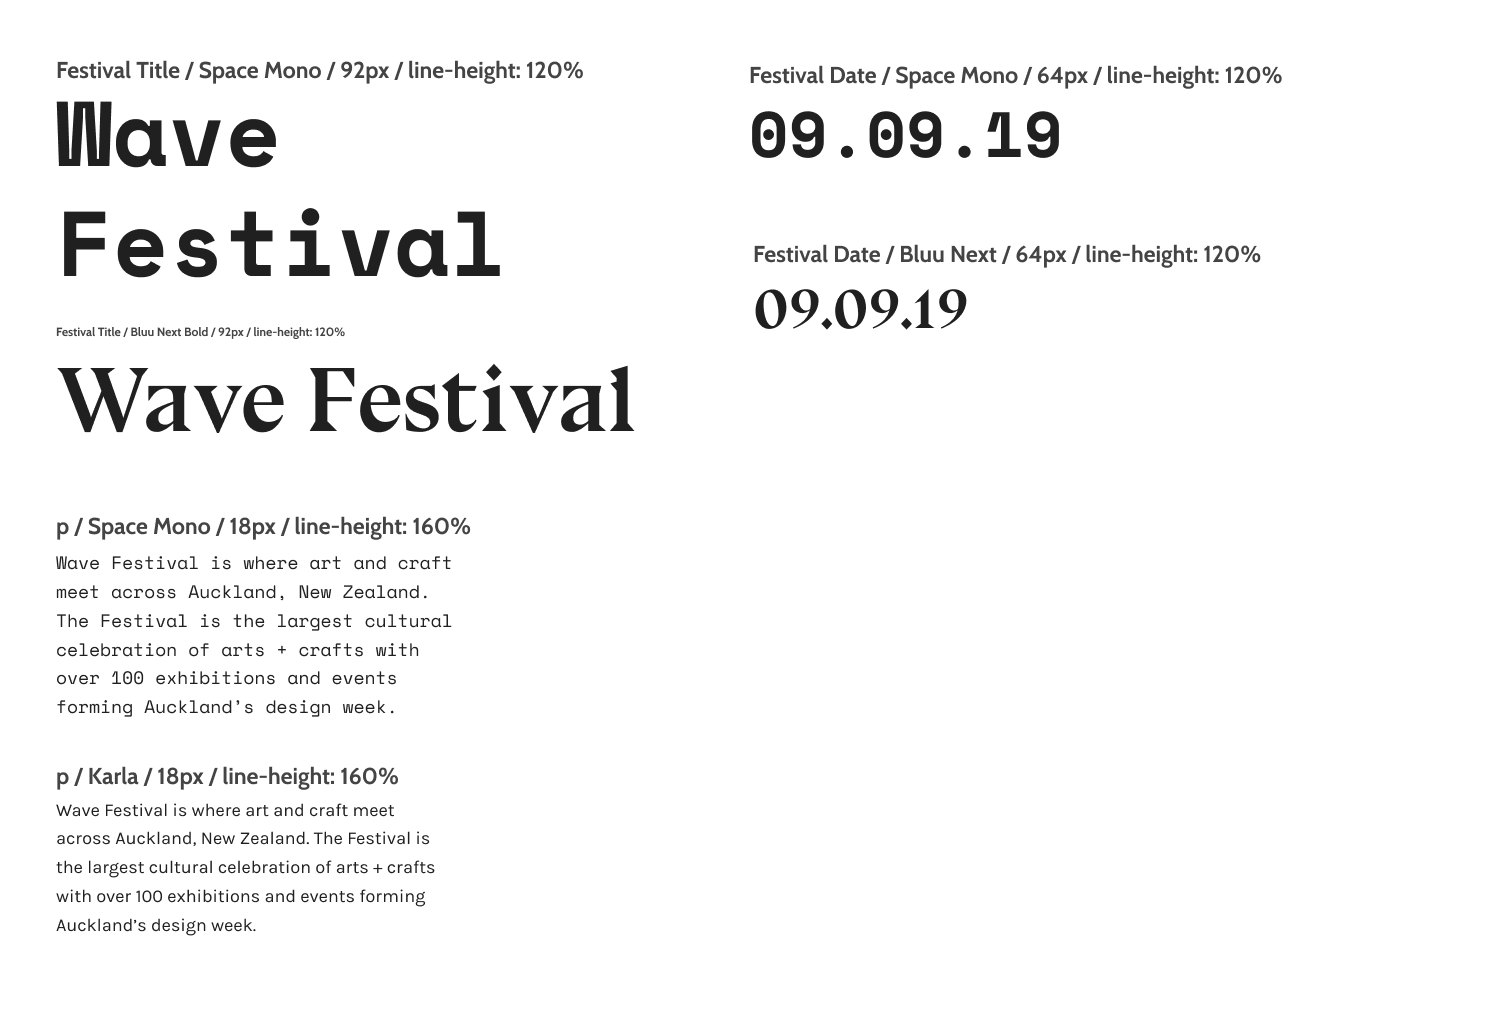 Festival Title / Space Mono / 92px / line-height: 120%
Wave
Festival
Festival Title / Bluu Next Bold / 92px / line-height: 120%
Wave Festival
p / Space Mono / 18px / line-height: 160%
Wave Festival is where art and craft
meet across Auckland, New Zealand.
The Festival is the largest cultural
celebration of arts + crafts with
over 100 exhibitions and events
forming Auckland’s design week.
p / Karla / 18px / line-height: 160%
Wave Festival is where art and craft meet
across Auckland, New Zealand. The Festival is
the largest cultural celebration of arts + crafts
with over 100 exhibitions and events forming
Auckland’s design week.
Festival Date / Space Mono / 64px / line-height: 120%
09.09.19
Festival Date / Bluu Next / 64px / line-height: 120%
09.09.19